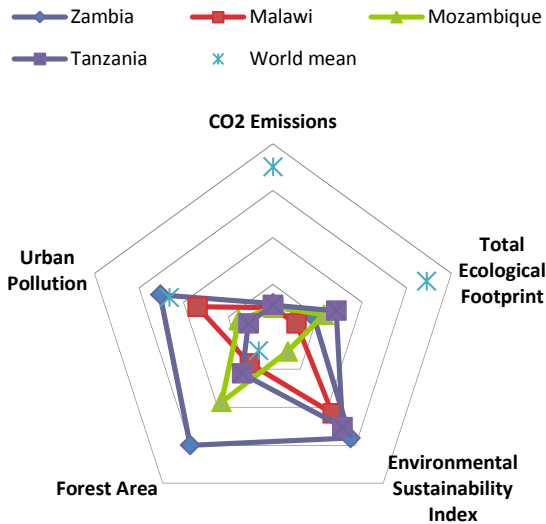 Zambia
Malawi
Mozambique
Tanzania
World mean
CO2 Emissions
Urban
Pollution
Total
Ecological
Footprint
Forest Area
Environmental
Sustainability
Index